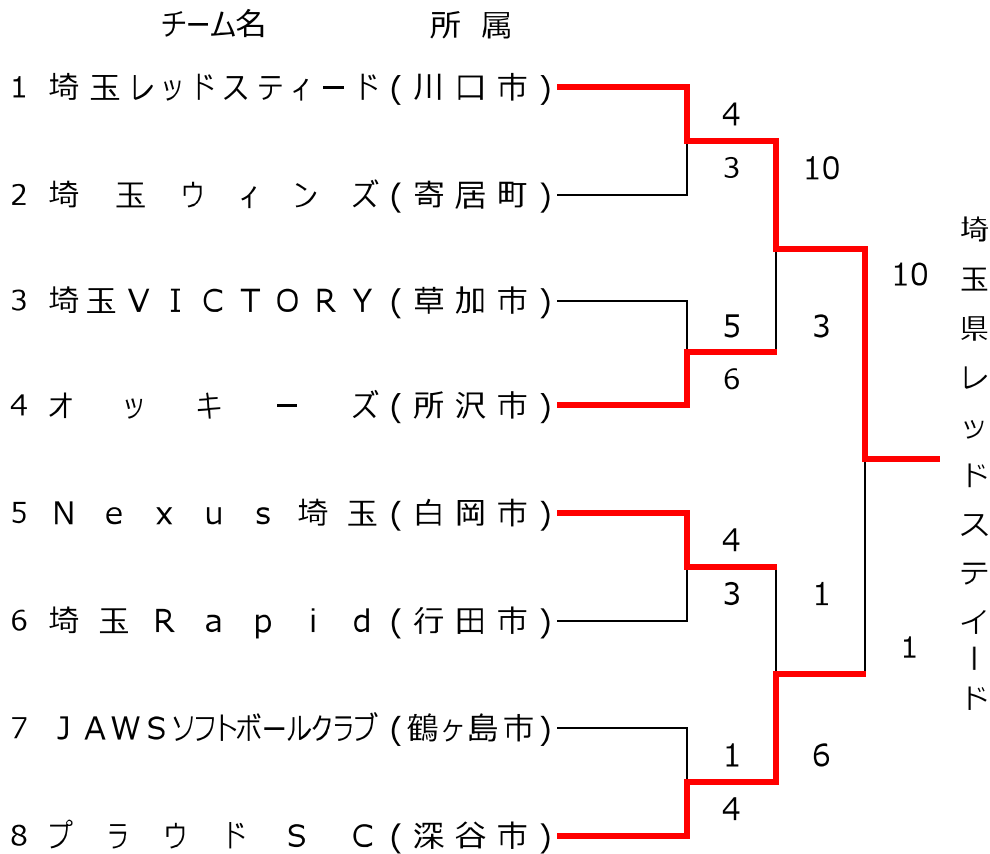 チーム名 所属
1 埼玉レッドスティード(川口市)
4
3
10
2 埼玉ウィンズ(寄居町)
3 埼玉VICTORY(草加市)
5
6
3
4 オッキーズ(所沢市)
10
埼玉県レッドスティード
5 Nexus埼玉(白岡市)
4
3
1
6 埼玉Rapid(行田市)
1
7 JAWSソフトボールクラブ(鶴ヶ島市)
1
4
6
8 プラウドSC(深谷市)